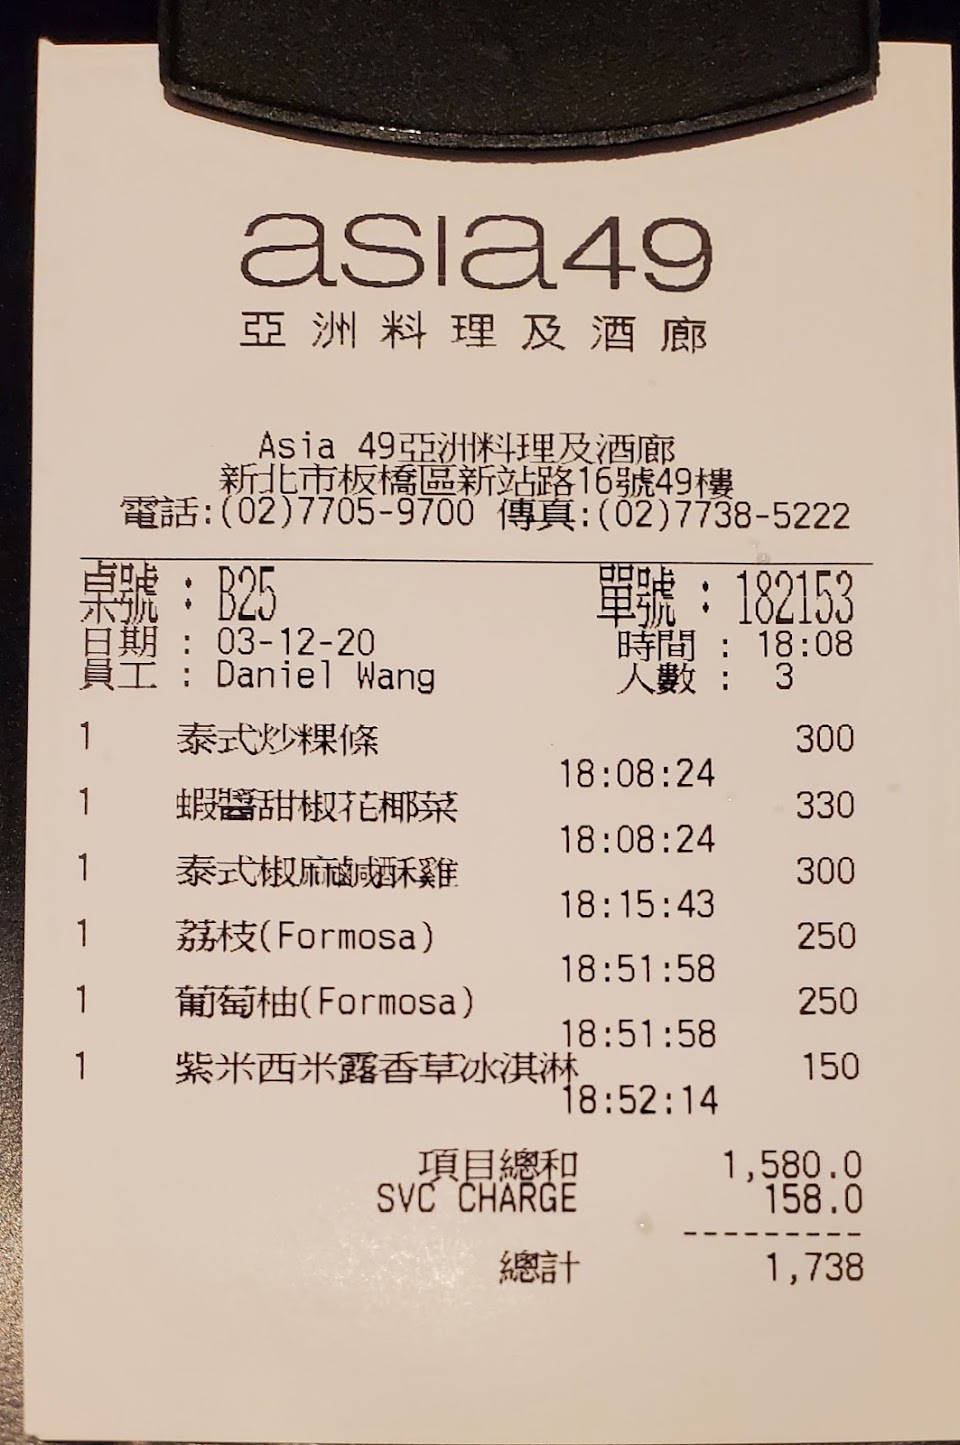 asia49
亞洲料理及酒廊
Asia 49亞洲料理及酒廊
新北市板橋區新站路16號49樓
電話:(02)7705-9700 傳真:(02)7738-5222
桌號 : B25 單號 : 182153
日期 : 03-12-20 時間 : 18:08
員工 : Daniel Wang 人數 : 3
1 泰式炒粿條 300
18:08:24
1 蝦醬甜椒花椰菜 330
18:08:24
1 泰式椒麻鹹酥雞 300
18:15:43
1 荔枝(Formosa) 250
18:51:58
1 葡萄柚(Formosa) 250
18:51:58
1 紫米西米露香草冰淇淋 150
18:52:14
項目總和 1,580.0
SVC CHARGE 158.0
---------
總計 1,738